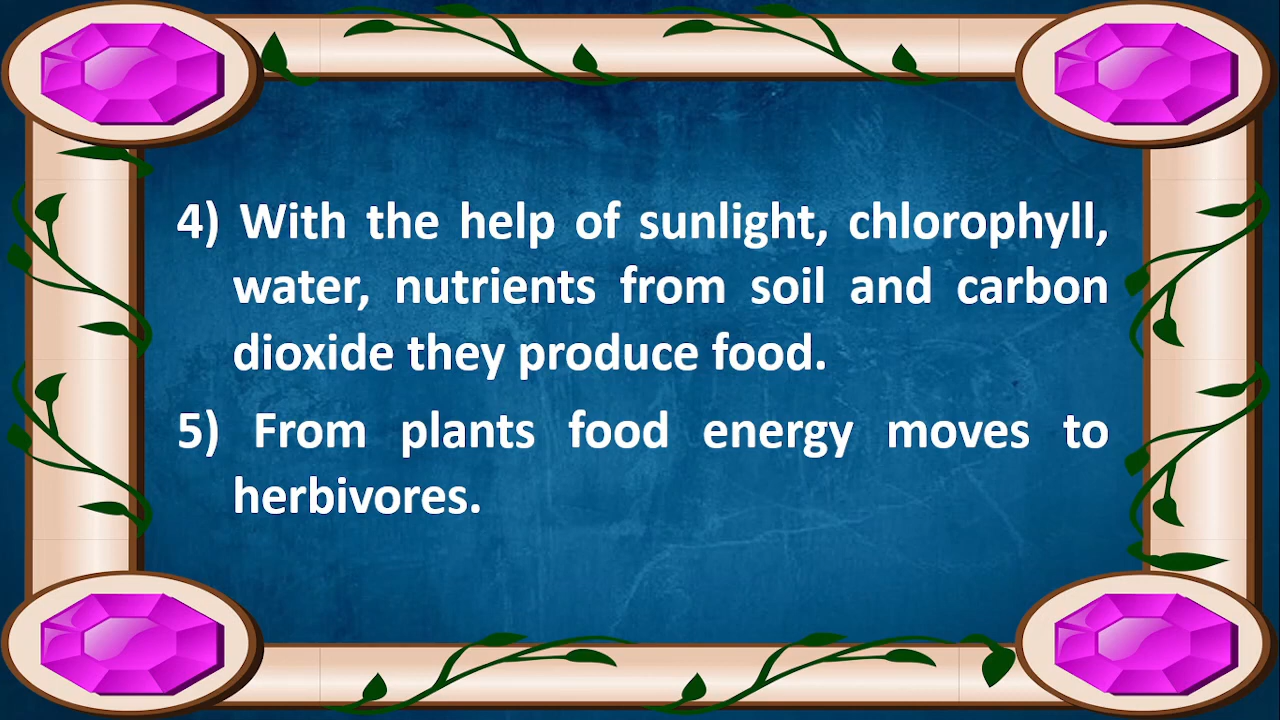 4) With the help of sunlight, chlorophyll,
water, nutrients from soil and carbon
dioxide they produce food.
5) From plants food energy moves to
herbivores.